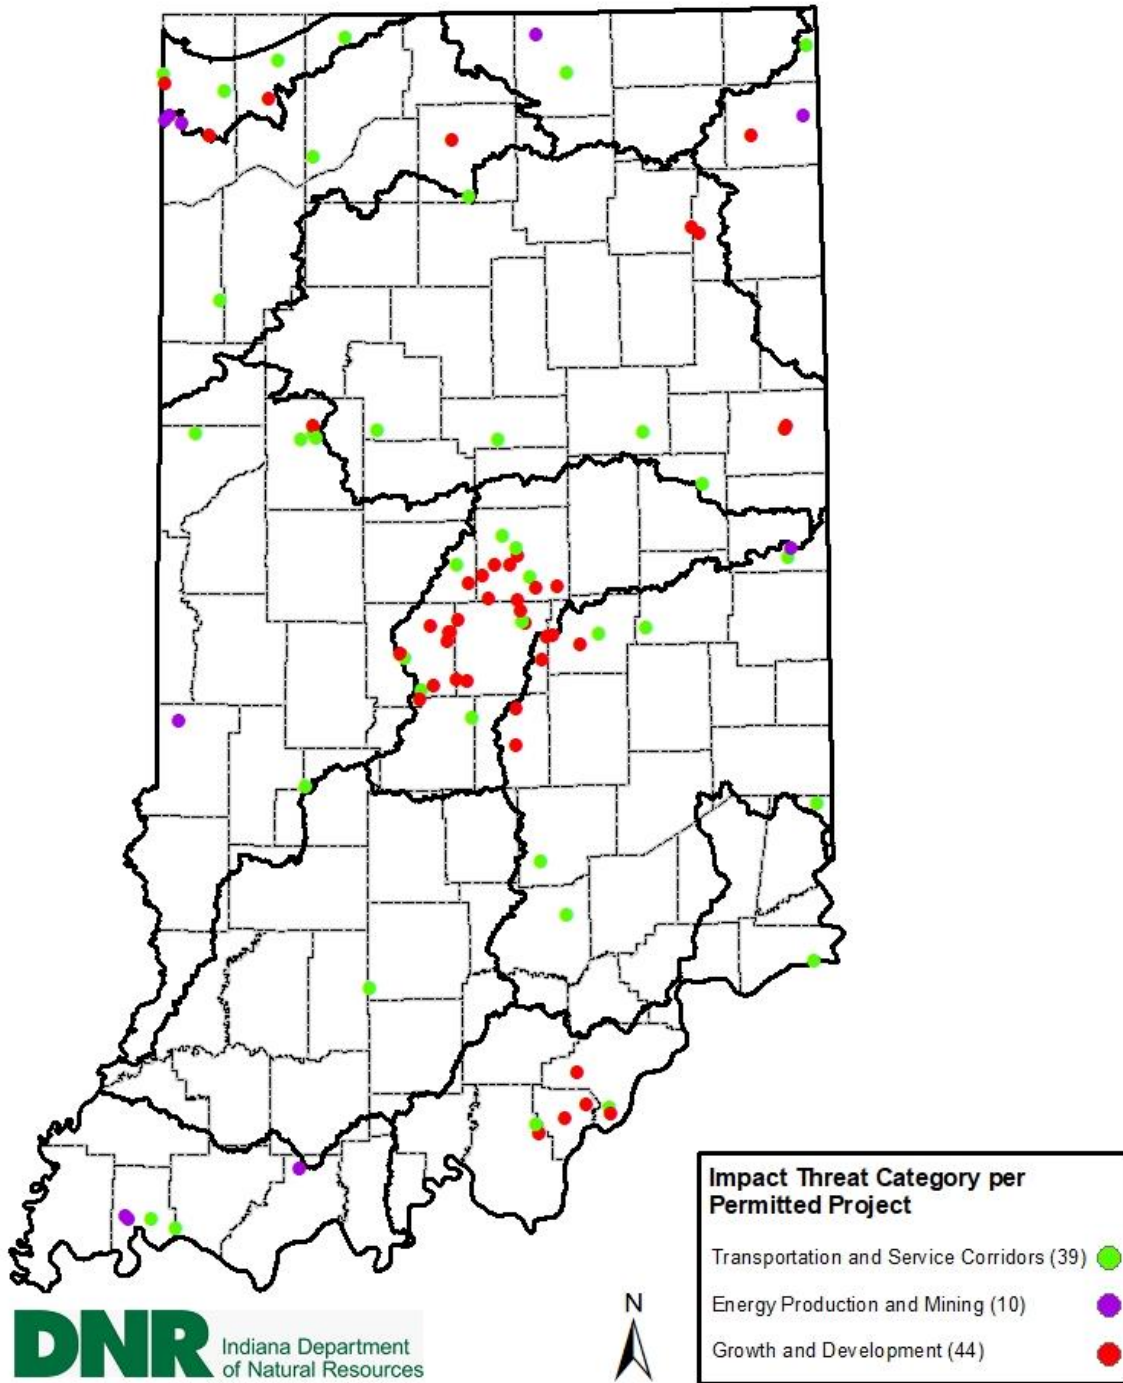 Impact Threat Category per
Permitted Project
Transportation and Service Corridors (39)
Energy Production and Mining (10)
Growth and Development (44)
N
DNR
Indiana Department
of Natural Resources